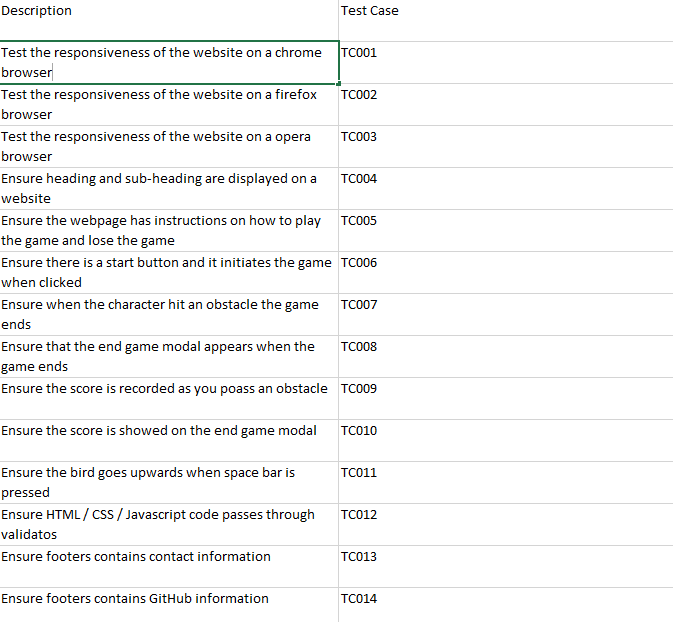 Description Test Case
Test the responsiveness of the website on a chrome TC001
browser
Test the responsiveness of the website on a firefox TC002
browser
Test the responsiveness of the website on a opera TC003
browser
Ensure heading and sub-heading are displayed on a TC004
website
Ensure the webpage has instructions on how to play TC005
the game and lose the game
Ensure there is a start button and it initiates the game TC006
when clicked
Ensure when the character hit an obstacle the game TC007
ends
Ensure that the end game modal appears when the TC008
game ends
Ensure the score is recorded as you poass an obstacle TC009
Ensure the score is showed on the end game modal TC010
Ensure the bird goes upwards when space bar is TC011
pressed
Ensure HTML / CSS / Javascript code passes through TC012
validatos
Ensure footers contains contact information TC013
Ensure footers contains GitHub information TC014